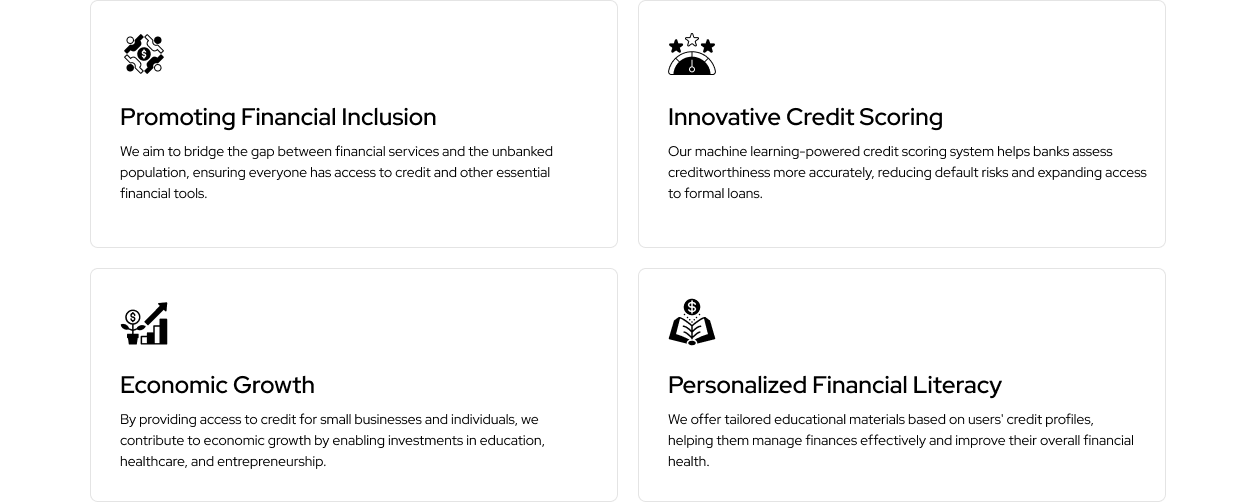 Promoting Financial Inclusion
We aim to bridge the gap between financial services and the unbanked
population, ensuring everyone has access to credit and other essential
financial tools.
Innovative Credit Scoring
Our machine learning-powered credit scoring system helps banks assess
creditworthiness more accurately, reducing default risks and expanding access
to formal loans.
Economic Growth
By providing access to credit for small businesses and individuals, we
contribute to economic growth by enabling investments in education,
healthcare, and entrepreneurship.
Personalized Financial Literacy
We offer tailored educational materials based on users' credit profiles,
helping them manage finances effectively and improve their overall financial
health.